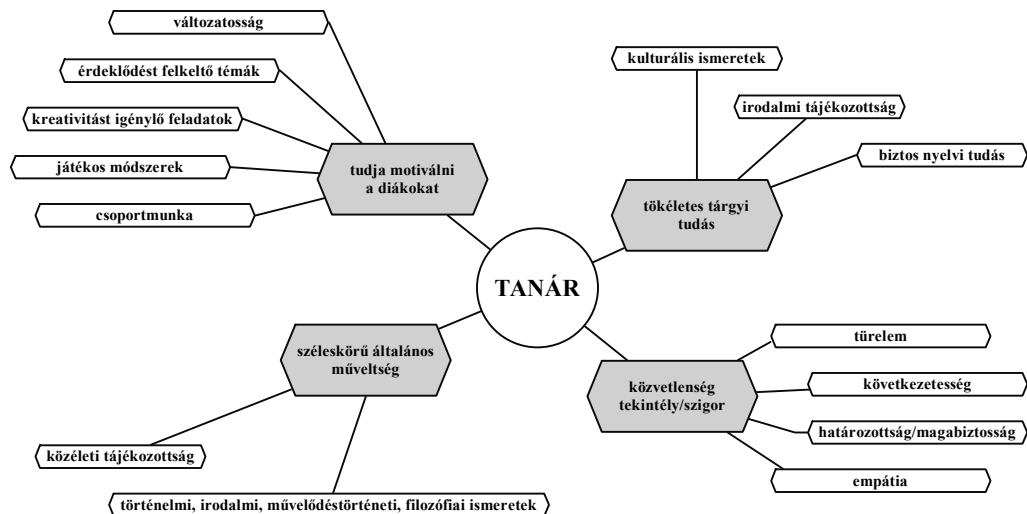 változatosság
érdeklődést felkeltő témák
kreativitást igénylő feladatok
játékos módszerek
csoportmunka
tudja motiválni
a diákokat
kulturális ismeretek
irodalmi tájékozottság
biztos nyelvi tudás
tökéletes tárgyi
tudás
TANÁR
széleskörű általános
műveltség
közéleti tájékozottság
történelmi, irodalmi, művelődéstörténeti, filozófiai ismeretek
közvetlenség
tekintély/szigor
türelem
következetesség
határozottság/magabiztosság
empátia